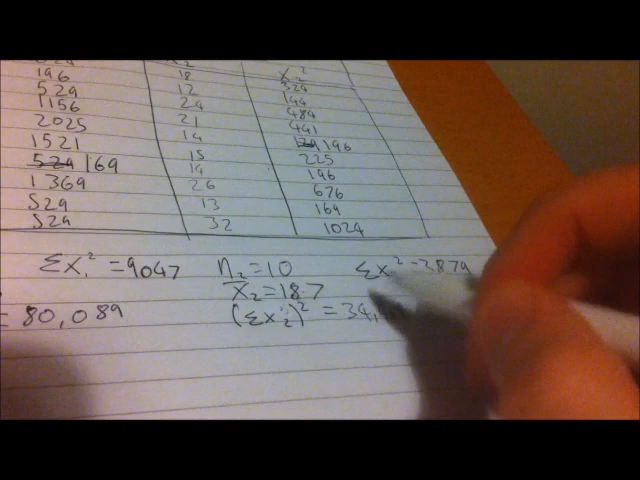 X₂²
196 18 324
529 12 144
1156 24 484
2025 21 441
1521 14 196
529 169 15 225
1369 14 196
529 26 676
529 13 169
32 1024
ΣX₁² = 9047 n₂ = 10 ΣX₂² = 3879
X̄₂ = 18.7
= 80,089 (ΣX₂)² = 34,